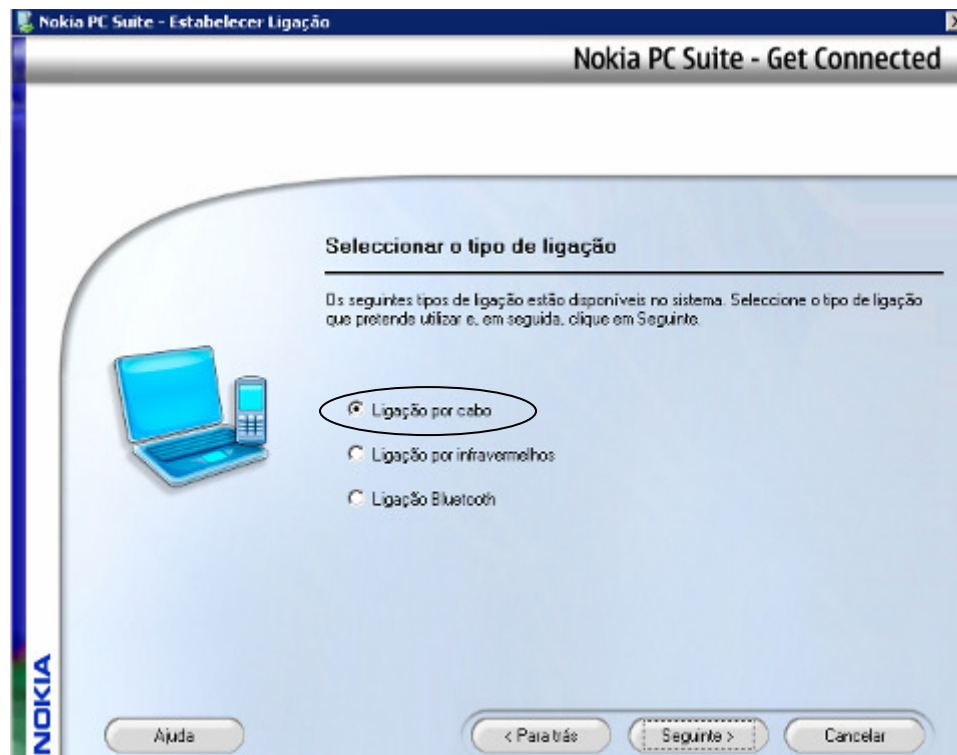 Nokia PC Suite - Estabelecer Ligação
Nokia PC Suite - Get Connected
Seleccionar o tipo de ligação
Os seguintes tipos de ligação estão disponíveis no sistema. Seleccione o tipo de ligação
que pretende utilizar e, em seguida, clique em Seguinte.
Ligação por cabo
Ligação por infravermelhos
Ligação Bluetooth
NOKIA
Ajuda
< Para trás
Seguinte >
Cancelar